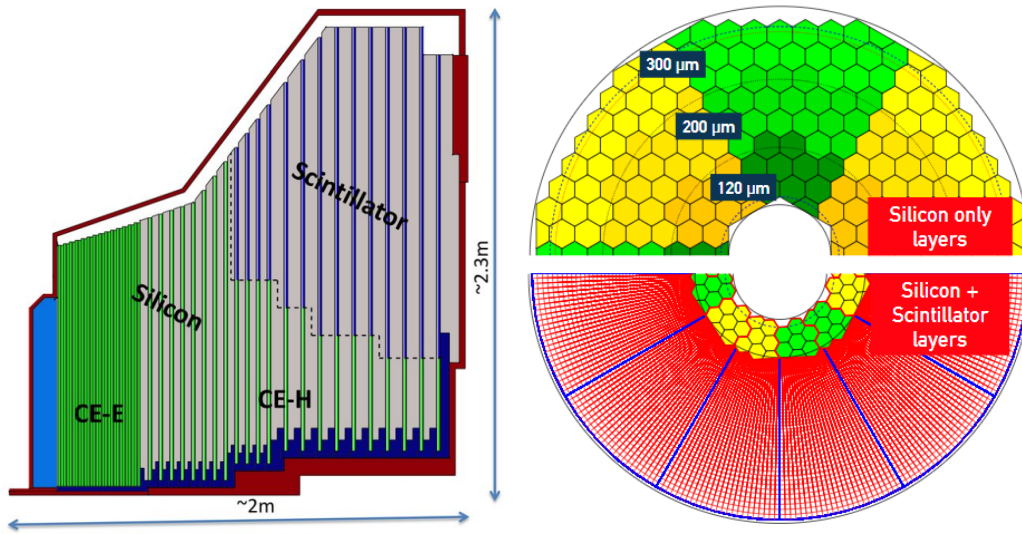 Scintillator
Silicon
CE-E
CE-H
~2m
~2.3m
300 µm
200 µm
120 µm
Silicon only
layers
Silicon +
Scintillator
layers